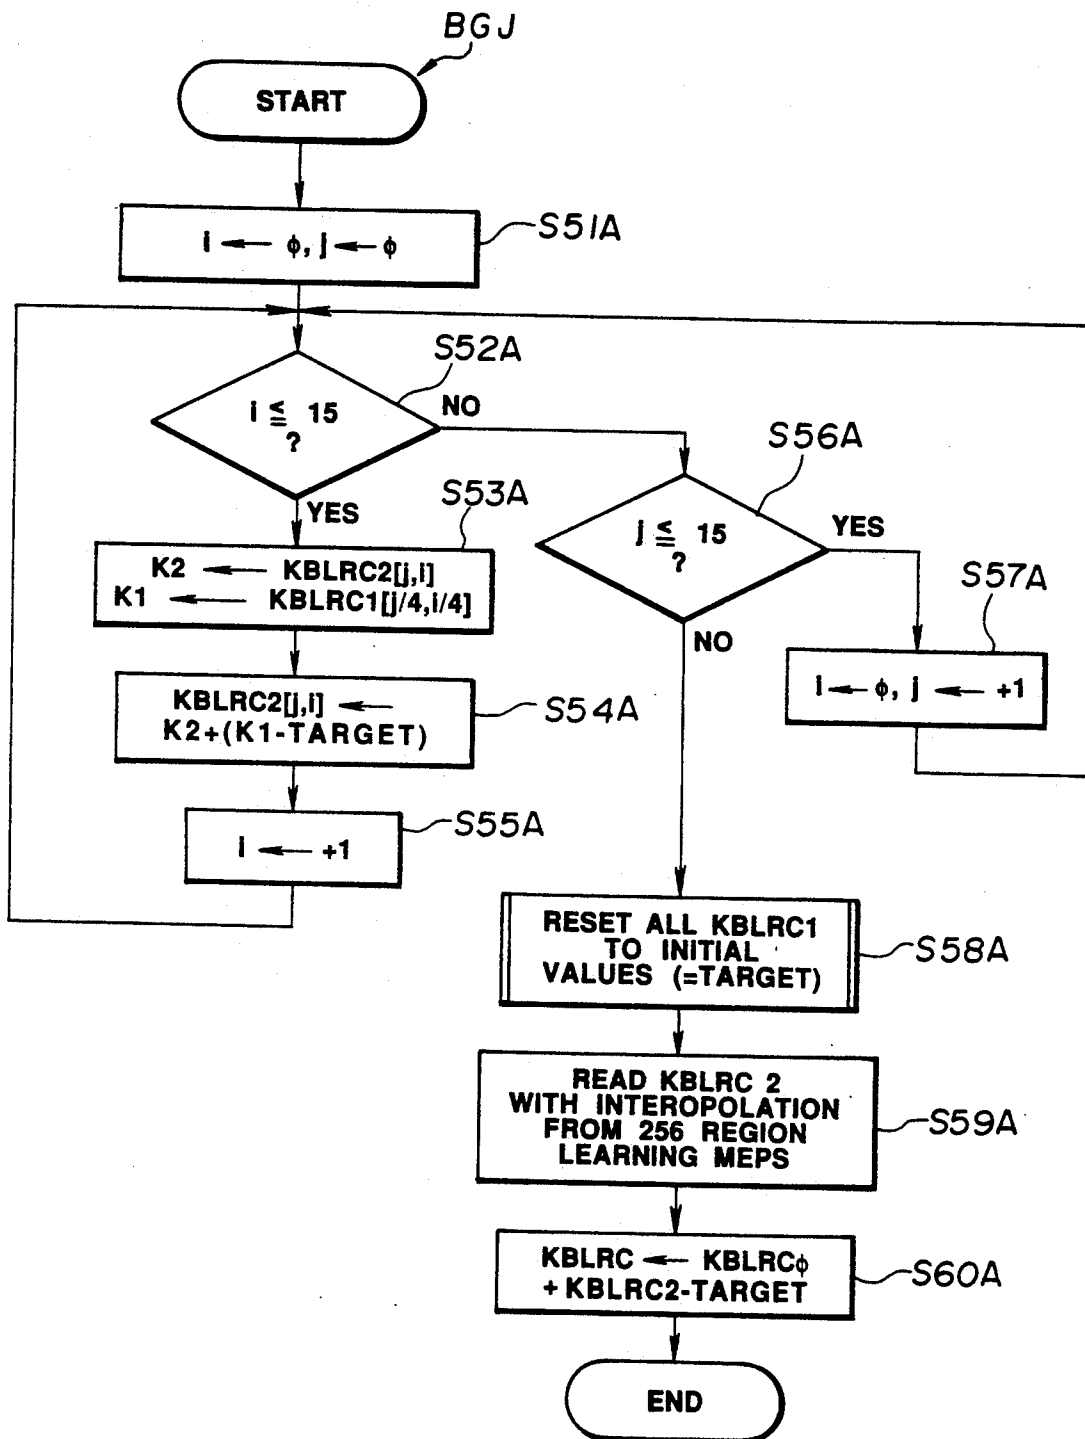 BGJ
START
i ← ϕ, j ← ϕ
S51A
S52A
i ≦ 15
?
NO
YES
S56A
j ≦ 15
?
YES
NO
S53A
K2 ← KBLRC2[j,i]
K1 ← KBLRC1[j/4,i/4]
S57A
i ← ϕ, j ← +1
KBLRC2[j,i] ←
K2+(K1-TARGET)
S54A
i ← +1
S55A
RESET ALL KBLRC1
TO INITIAL
VALUES (=TARGET)
S58A
READ KBLRC 2
WITH INTEROPOLATION
FROM 256 REGION
LEARNING MEPS
S59A
KBLRC ← KBLRCϕ
+ KBLRC2-TARGET
S60A
END